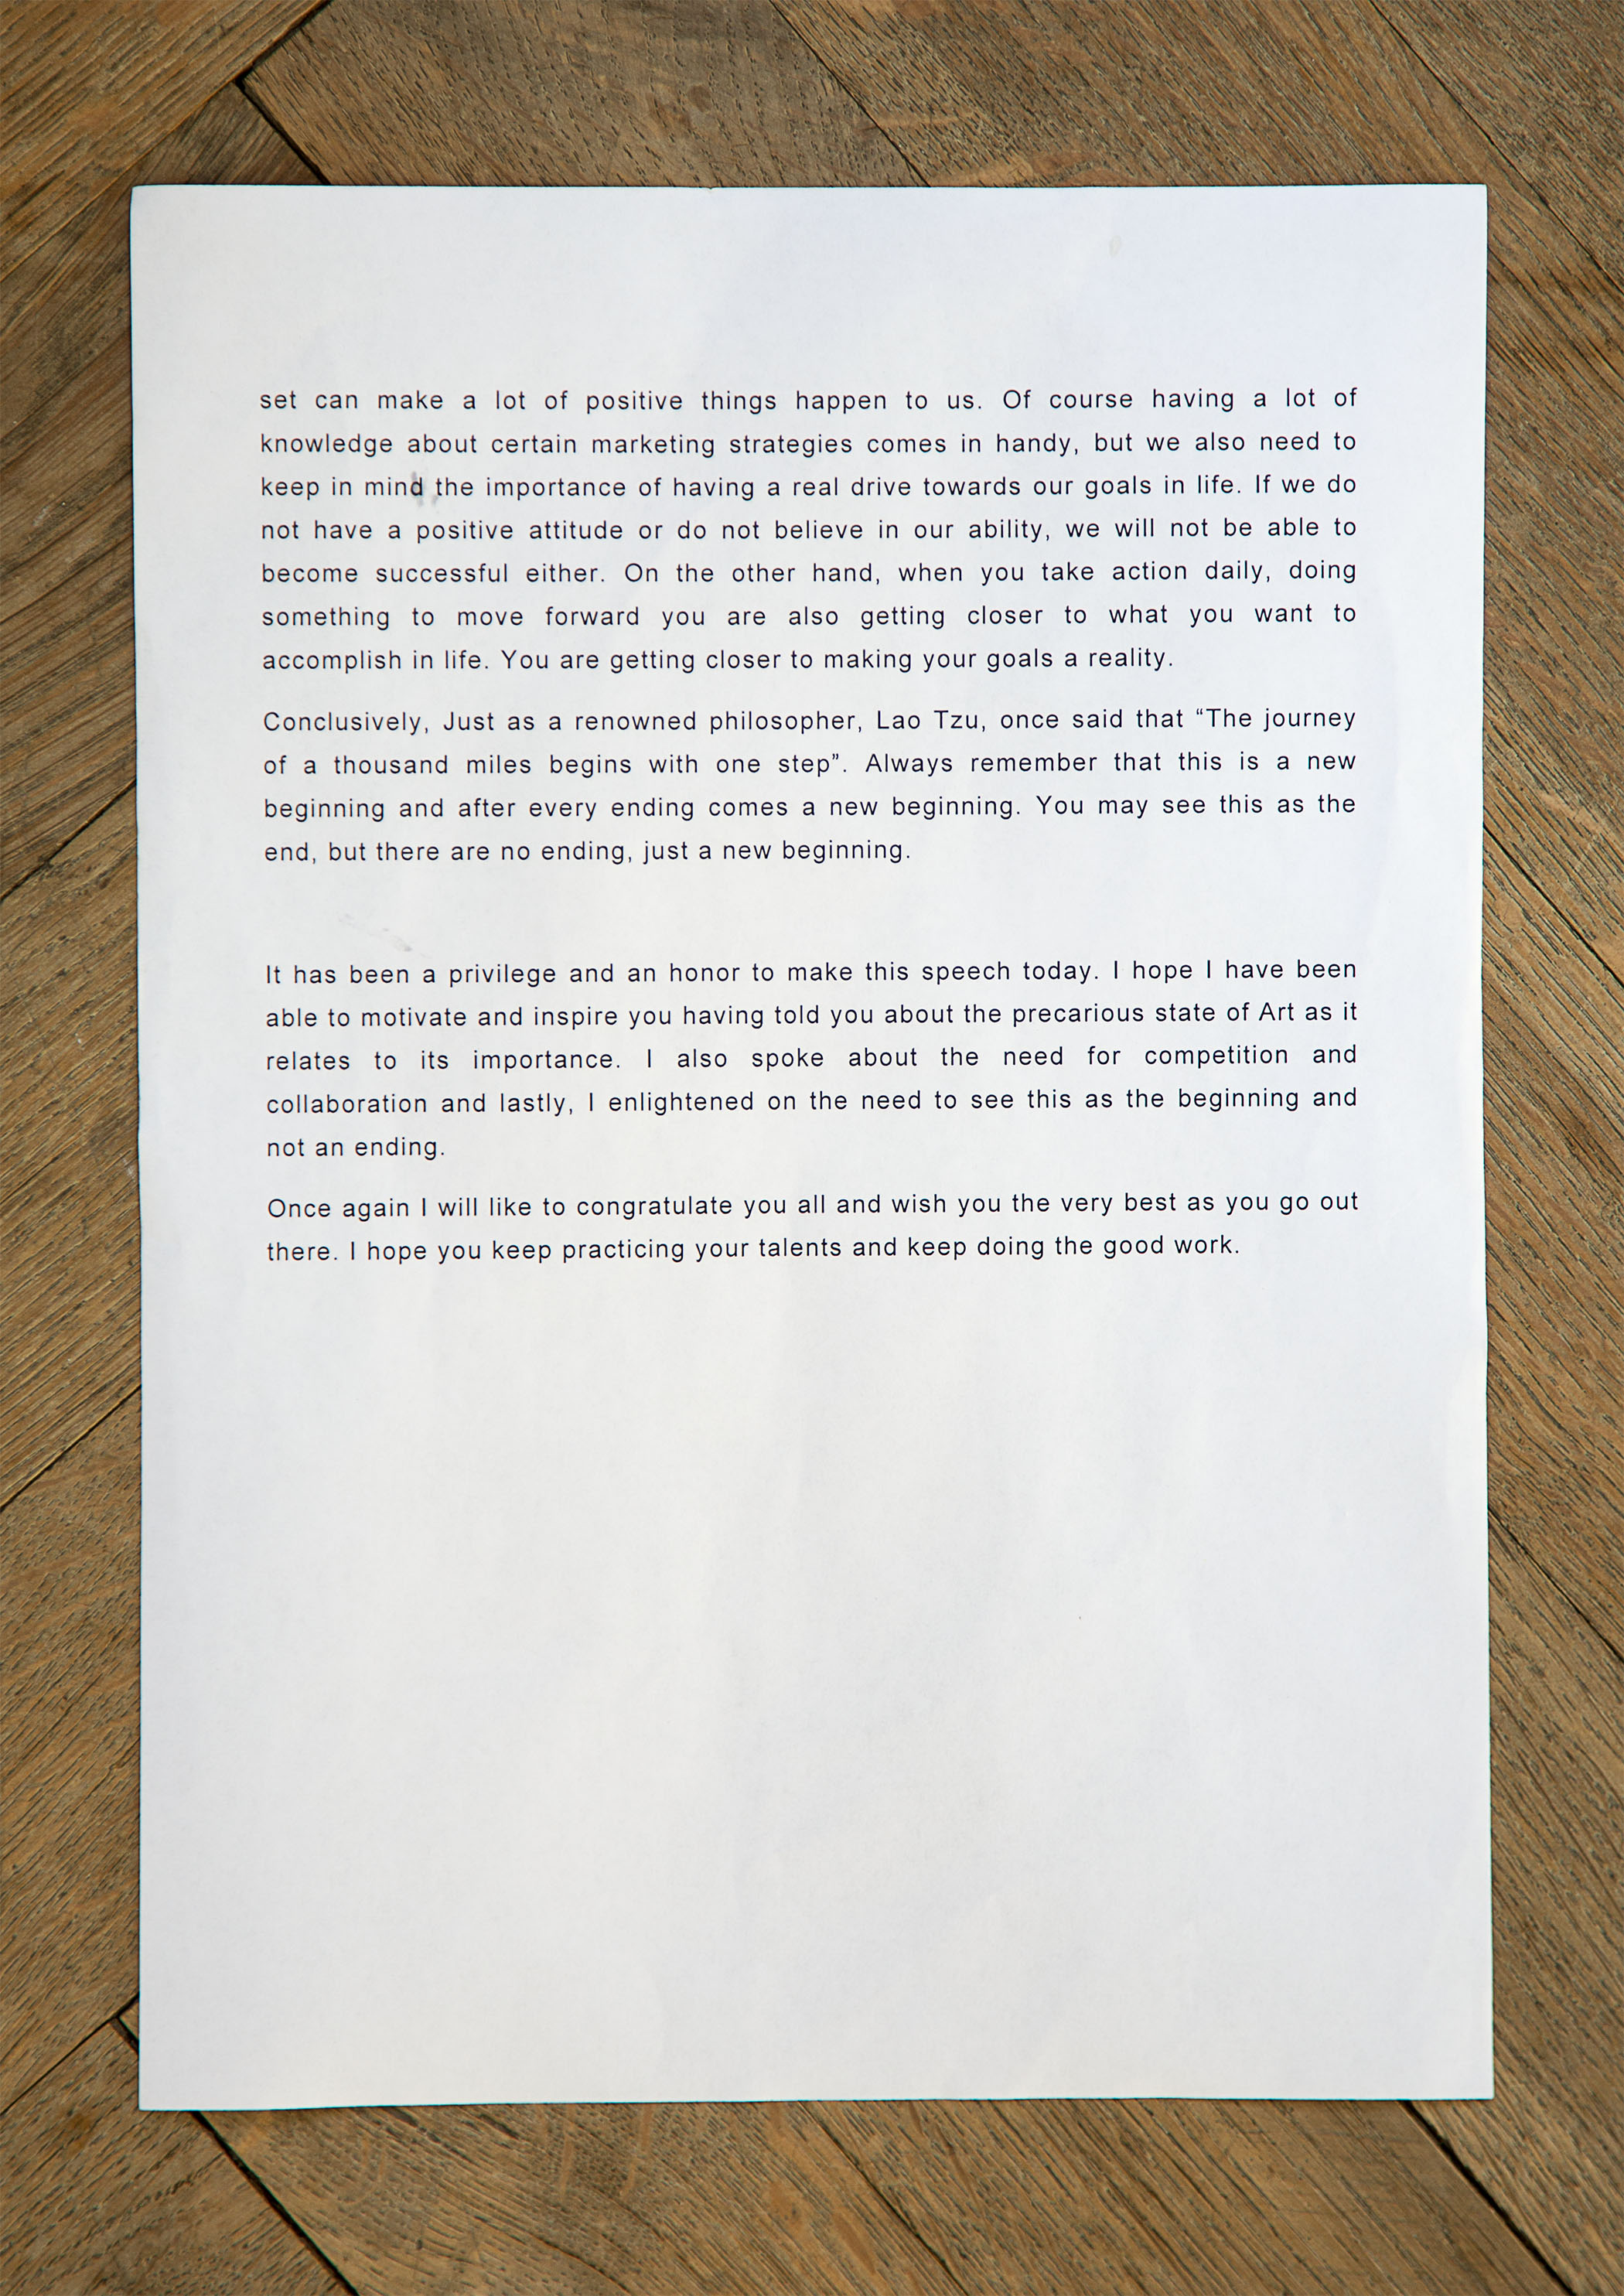 set can make a lot of positive things happen to us. Of course having a lot of
knowledge about certain marketing strategies comes in handy, but we also need to
keep in mind the importance of having a real drive towards our goals in life. If we do
not have a positive attitude or do not believe in our ability, we will not be able to
become successful either. On the other hand, when you take action daily, doing
something to move forward you are also getting closer to what you want to
accomplish in life. You are getting closer to making your goals a reality.
Conclusively, Just as a renowned philosopher, Lao Tzu, once said that “The journey
of a thousand miles begins with one step”. Always remember that this is a new
beginning and after every ending comes a new beginning. You may see this as the
end, but there are no ending, just a new beginning.
It has been a privilege and an honor to make this speech today. I hope I have been
able to motivate and inspire you having told you about the precarious state of Art as it
relates to its importance. I also spoke about the need for competition and
collaboration and lastly, I enlightened on the need to see this as the beginning and
not an ending.
Once again I will like to congratulate you all and wish you the very best as you go out
there. I hope you keep practicing your talents and keep doing the good work.